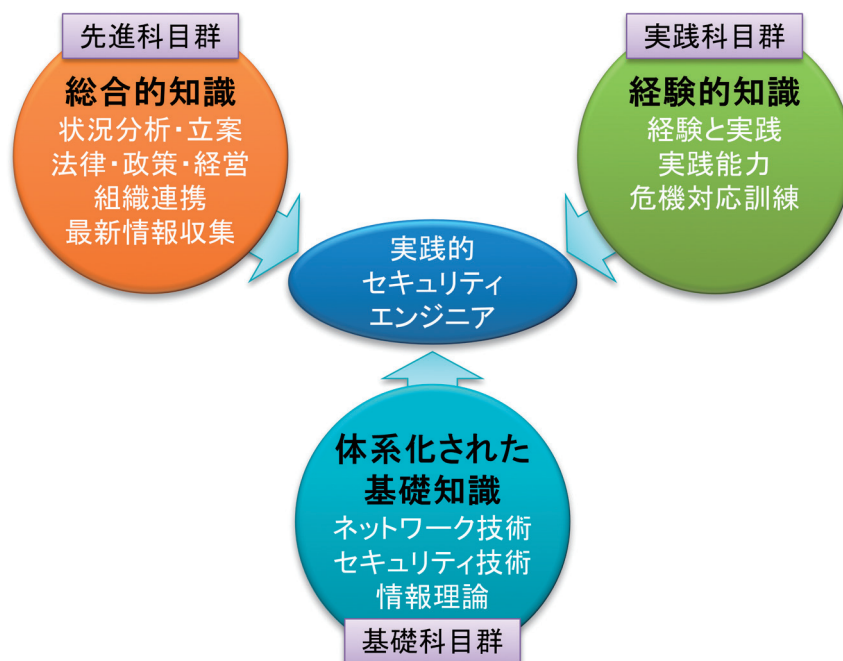 先進科目群
総合的知識
状況分析・立案
法律・政策・経営
組織連携
最新情報収集
実践科目群
経験的知識
経験と実践
実践能力
危機対応訓練
実践的
セキュリティ
エンジニア
体系化された
基礎知識
ネットワーク技術
セキュリティ技術
情報理論
基礎科目群